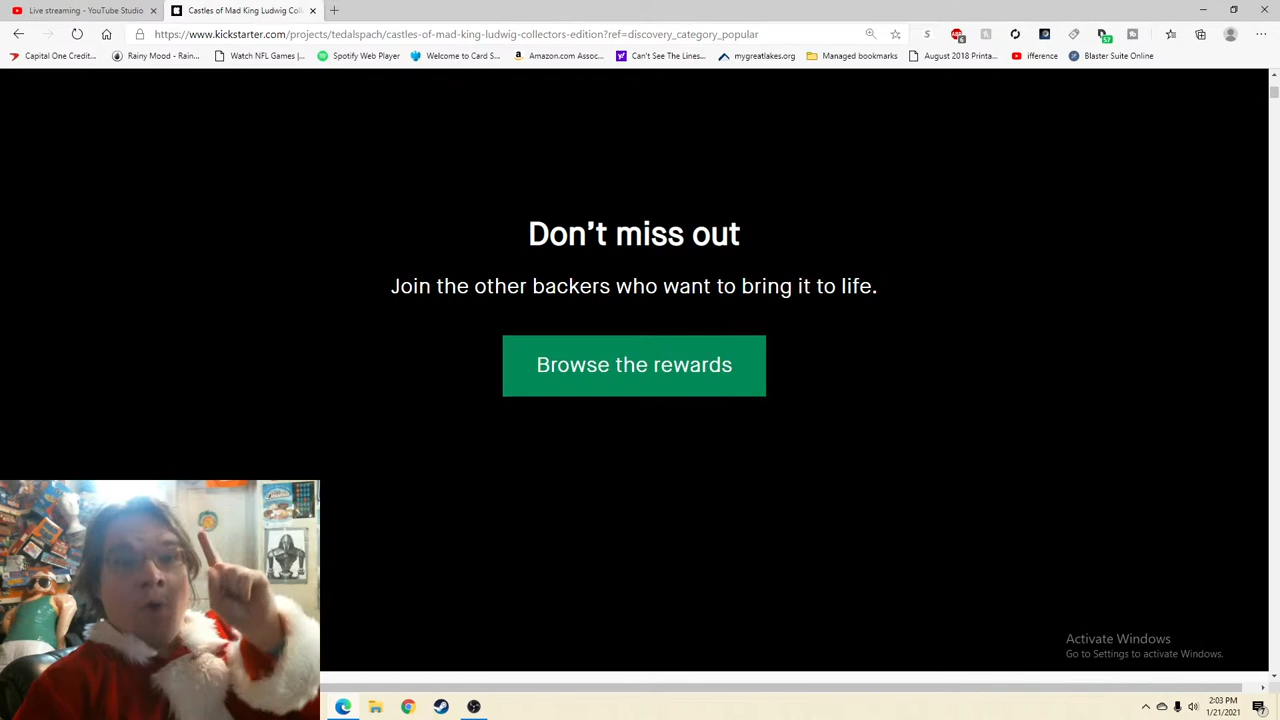 Live streaming - YouTube Studio
Castles of Mad King Ludwig Coll
https://www.kickstarter.com/projects/tedalspach/castles-of-mad-king-ludwig-collectors-edition?ref=discovery_category_popular
6
57
Capital One Credit...
Rainy Mood - Rain...
Watch NFL Games |...
Spotify Web Player
Welcome to Card S...
Amazon.com Assoc...
Can't See The Lines...
mygreatlakes.org
Managed bookmarks
August 2018 Printa...
ifference
Blaster Suite Online
Don't miss out
Join the other backers who want to bring it to life.
Browse the rewards
Activate Windows
Go to Settings to activate Windows.
2:03 PM
1/21/2021
7